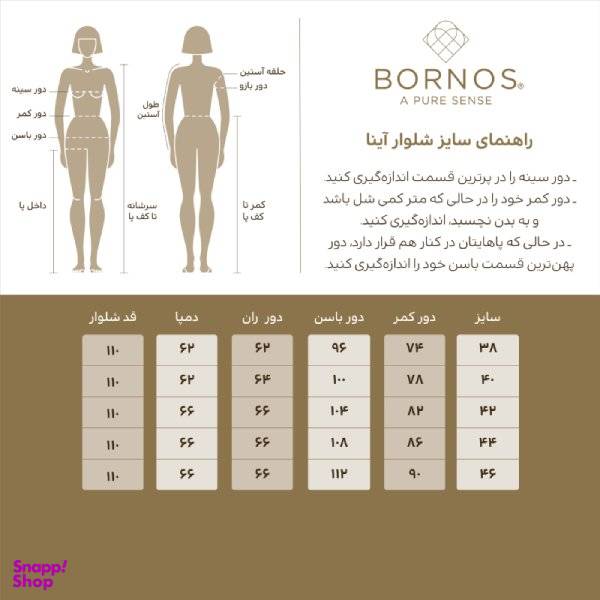 BORNOS®
A PURE SENSE
راهنمای سایز شلوار آینا
ـ دور سینه را در پرترین قسمت اندازه‌گیری کنید.
ـ دور کمر خود را در حالی که متر کمی شل باشد
و به بدن نچسبد، اندازه‌گیری کنید.
ـ در حالی که پاهایتان در کنار هم قرار دارد، دور
پهن‌ترین قسمت باسن خود را اندازه‌گیری کنید.
حلقه آستین
دور بازو
طول
آستین
کمر تا
کف پا
دور سینه
دور کمر
دور باسن
داخل پا
سرشانه
تا کف پا
سایز دور کمر دور باسن دور ران دمپا قد شلوار
۳۸ ۷۴ ۹۶ ۶۲ ۶۲ ۱۱۰
۴۰ ۷۸ ۱۰۰ ۶۴ ۶۲ ۱۱۰
۴۲ ۸۲ ۱۰۴ ۶۶ ۶۶ ۱۱۰
۴۴ ۸۶ ۱۰۸ ۶۶ ۶۶ ۱۱۰
۴۶ ۹۰ ۱۱۲ ۶۶ ۶۶ ۱۱۰
Snapp!
Shop